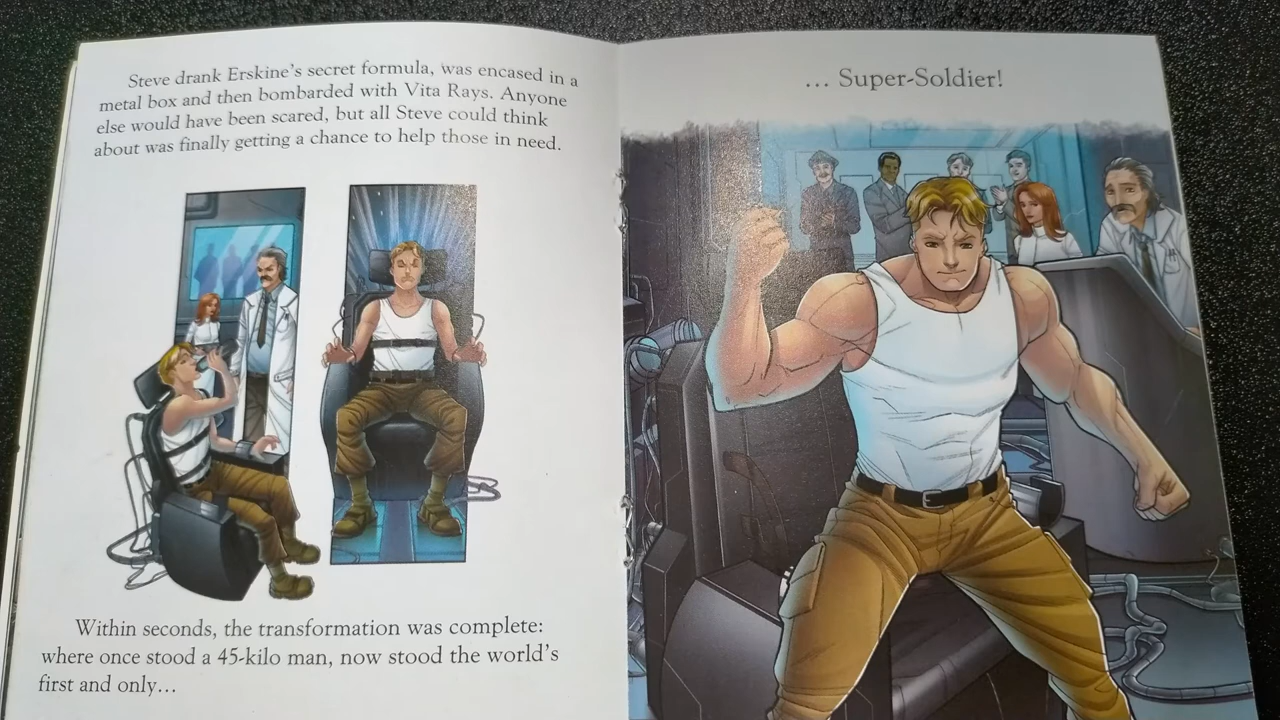 Steve drank Erskine's secret formula, was encased in a
metal box and then bombarded with Vita Rays. Anyone
else would have been scared, but all Steve could think
about was finally getting a chance to help those in need.
Within seconds, the transformation was complete:
where once stood a 45-kilo man, now stood the world's
first and only…
… Super-Soldier!